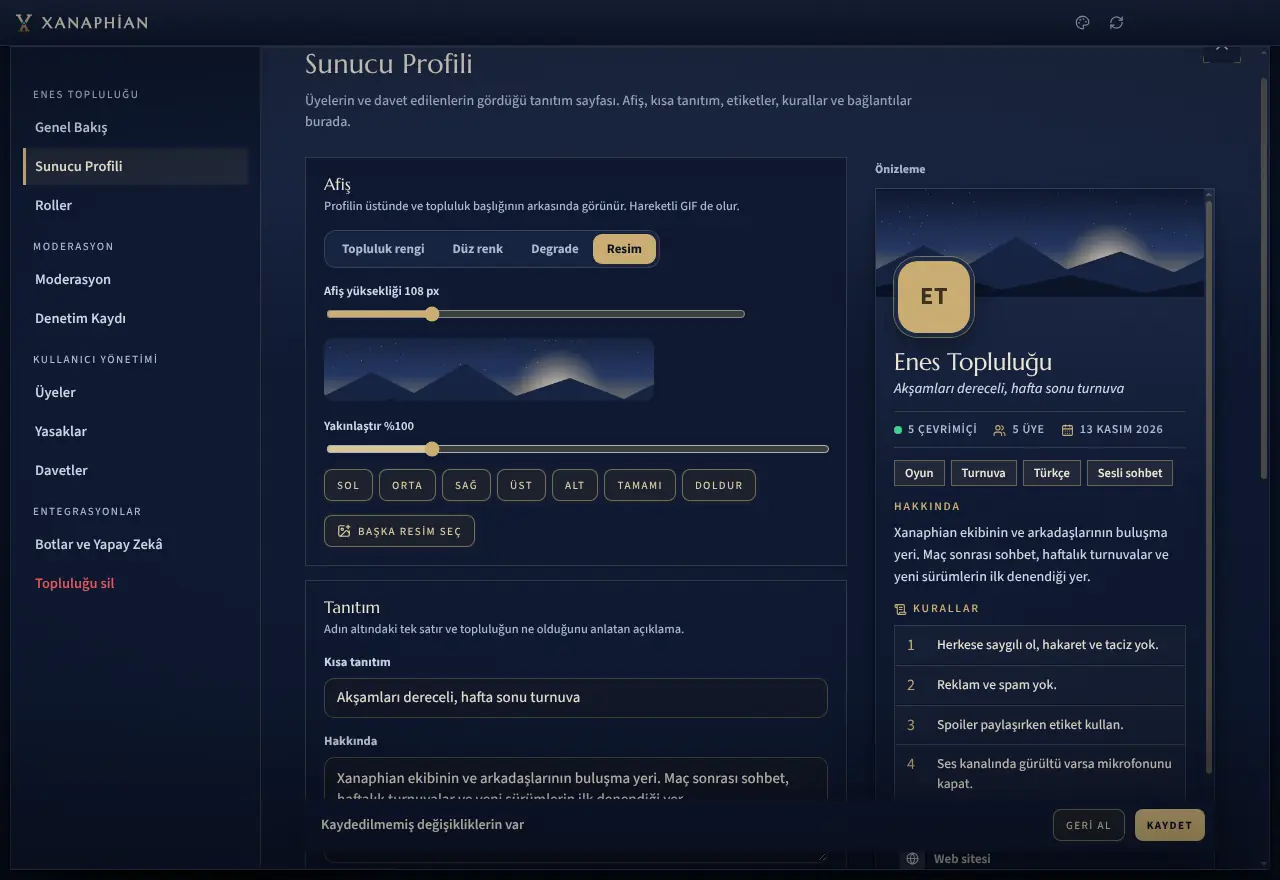 XANAPHİAN
ENES TOPLULUĞU
Genel Bakış
Sunucu Profili
Roller
MODERASYON
Moderasyon
Denetim Kaydı
KULLANICI YÖNETİMİ
Üyeler
Yasaklar
Davetler
ENTEGRASYONLAR
Botlar ve Yapay Zekâ
Topluluğu sil
Sunucu Profili
Üyelerin ve davet edilenlerin gördüğü tanıtım sayfası. Afiş, kısa tanıtım, etiketler, kurallar ve bağlantılar
burada.
Afiş
Profilin üstünde ve topluluk başlığının arkasında görünür. Hareketli GIF de olur.
Topluluk rengi
Düz renk
Degrade
Resim
Afiş yüksekliği 108 px
Yakınlaştır %100
SOL
ORTA
SAĞ
ÜST
ALT
TAMAMI
DOLDUR
BAŞKA RESİM SEÇ
Tanıtım
Adın altındaki tek satır ve topluluğun ne olduğunu anlatan açıklama.
Kısa tanıtım
Akşamları dereceli, hafta sonu turnuva
Hakkında
Xanaphian ekibinin ve arkadaşlarının buluşma yeri. Maç sonrası sohbet,
haftalık turnuvalar ve yeni sürümlerin ilk denendiği yer.
Önizleme
ET
Enes Topluluğu
Akşamları dereceli, hafta sonu turnuva
5 ÇEVRİMİÇİ
5 ÜYE
13 KASIM 2026
Oyun
Turnuva
Türkçe
Sesli sohbet
HAKKINDA
Xanaphian ekibinin ve arkadaşlarının buluşma
yeri. Maç sonrası sohbet, haftalık turnuvalar ve
yeni sürümlerin ilk denendiği yer.
KURALLAR
1 Herkese saygılı ol, hakaret ve taciz yok.
2 Reklam ve spam yok.
3 Spoiler paylaşırken etiket kullan.
4 Ses kanalında gürültü varsa mikrofonunu
kapat.
Web sitesi
Kaydedilmemiş değişikliklerin var
GERİ AL
KAYDET